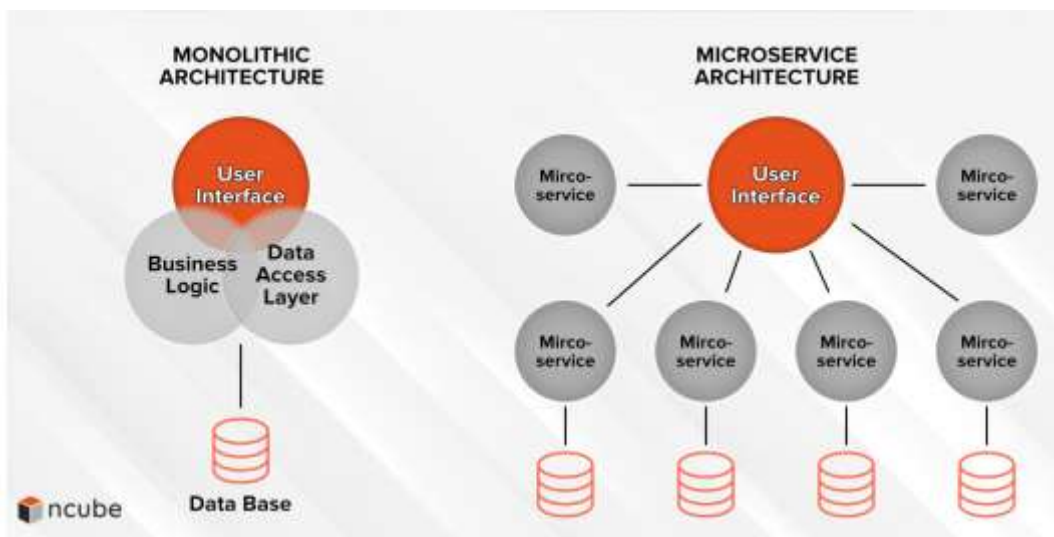 MONOLITHIC
ARCHITECTURE
User
Interface
Business
Logic
Data
Access
Layer
Data Base
ncube
MICROSERVICE
ARCHITECTURE
Mirco-
service
User
Interface
Mirco-
service
Mirco-
service
Mirco-
service
Mirco-
service
Mirco-
service